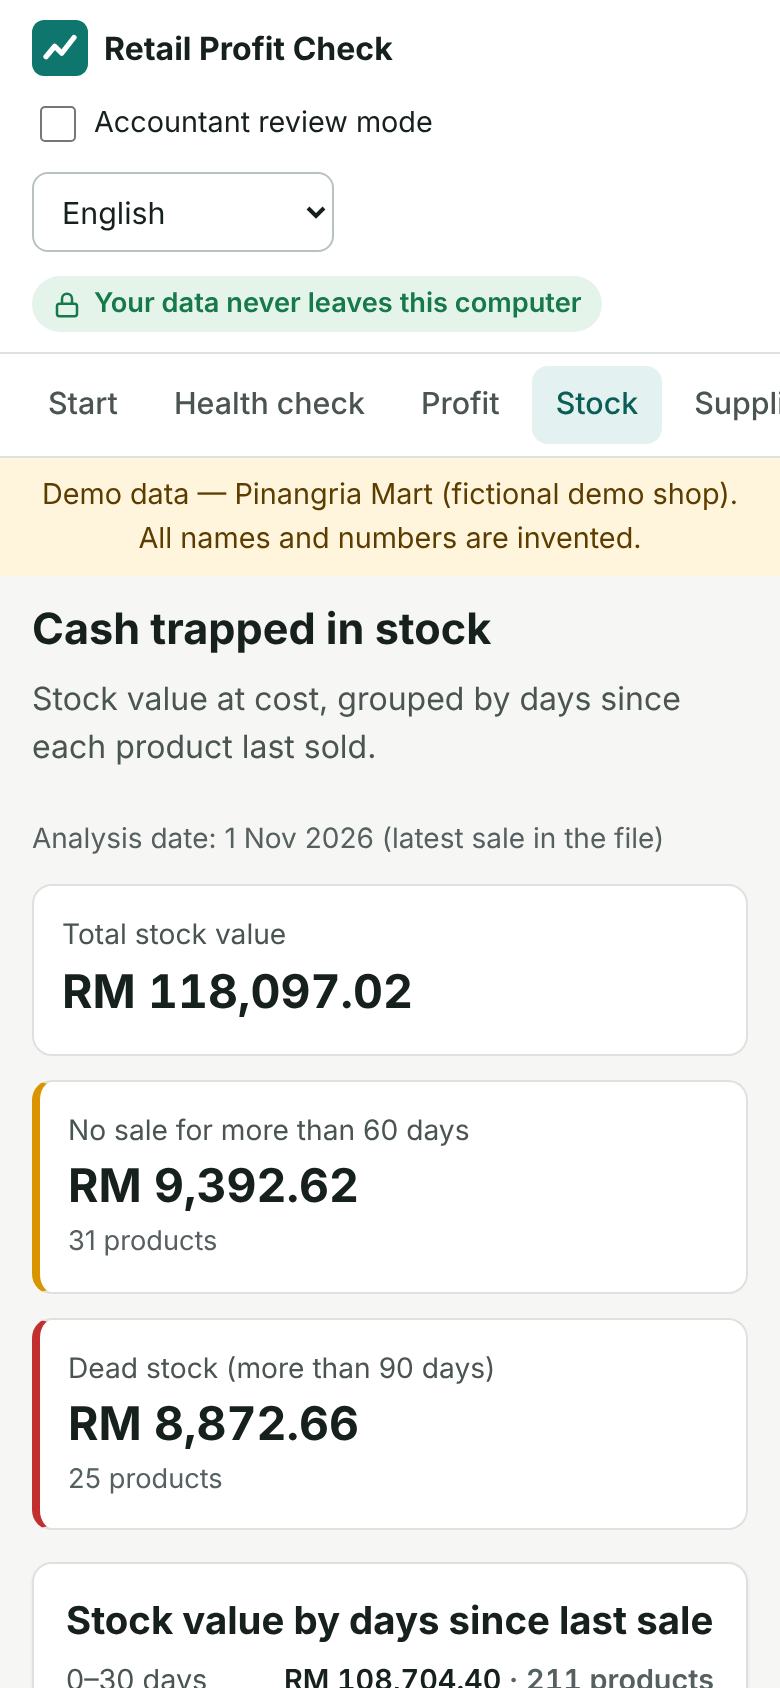 Retail Profit Check
Accountant review mode
English
Your data never leaves this computer
Start Health check Profit Stock Suppli
Demo data — Pinangria Mart (fictional demo shop).
All names and numbers are invented.
Cash trapped in stock
Stock value at cost, grouped by days since
each product last sold.
Analysis date: 1 Nov 2026 (latest sale in the file)
Total stock value
RM 118,097.02
No sale for more than 60 days
RM 9,392.62
31 products
Dead stock (more than 90 days)
RM 8,872.66
25 products
Stock value by days since last sale
0–30 days RM 108,704.40 · 211 products